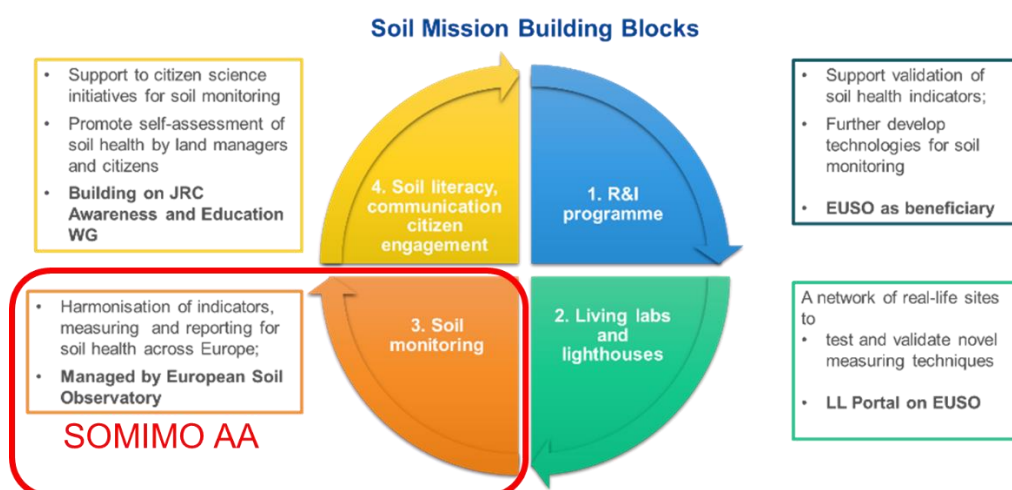 Soil Mission Building Blocks
• Support to citizen science
initiatives for soil monitoring
• Promote self-assessment of
soil health by land managers
and citizens
• Building on JRC
Awareness and Education
WG
4. Soil literacy,
communication
citizen
engagement
1. R&I
programme
• Support validation of
soil health indicators;
• Further develop
technologies for soil
monitoring
• EUSO as beneficiary
• Harmonisation of indicators,
measuring and reporting for
soil health across Europe;
• Managed by European Soil
Observatory
SOMIMO AA
3. Soil
monitoring
2. Living labs
and
lighthouses
A network of real-life sites
to
• test and validate novel
measuring techniques
• LL Portal on EUSO